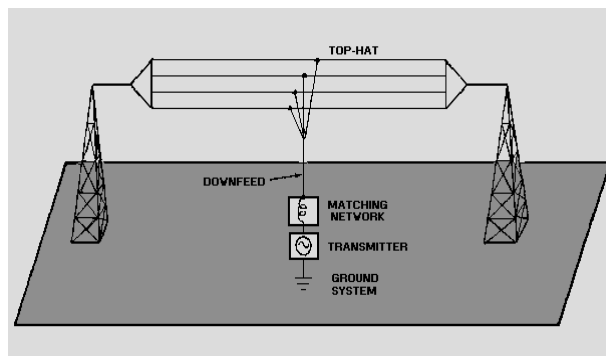 TOP-HAT
DOWNFEED
MATCHING
NETWORK
TRANSMITTER
GROUND
SYSTEM